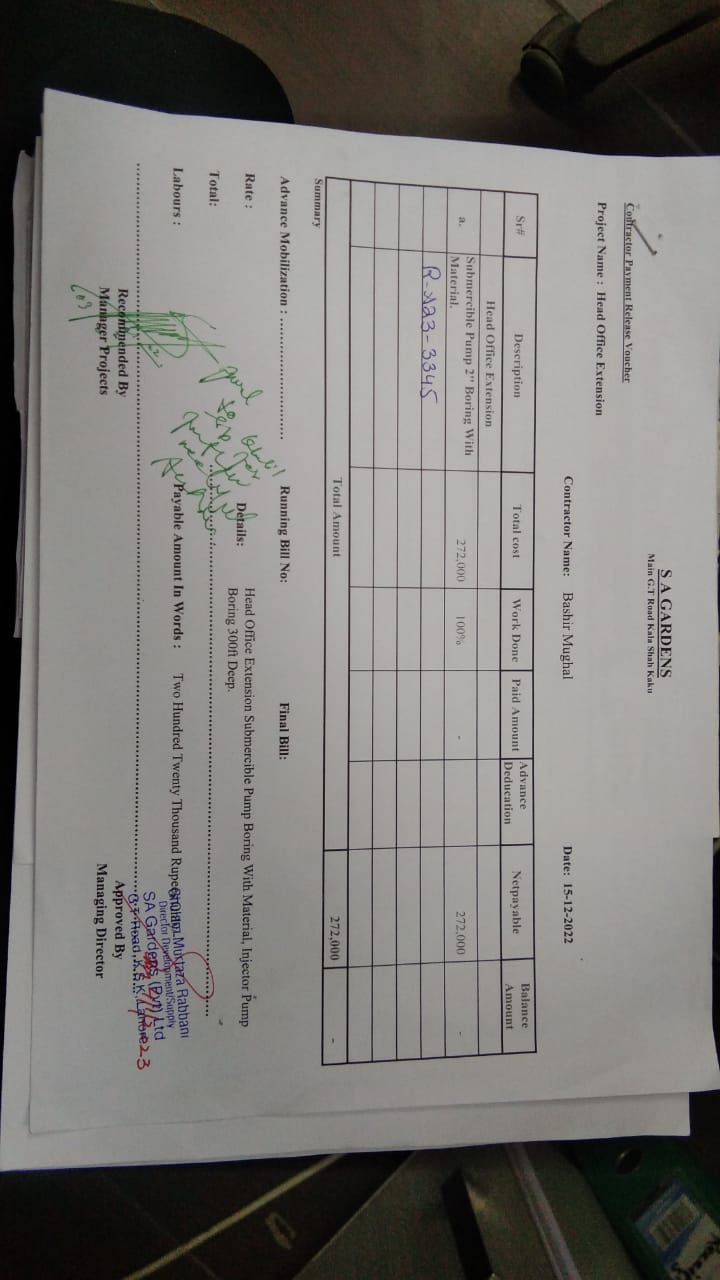 S A GARDENS
Main G.T Road Kala Shah Kaku
Contractor Payment Release Voucher
Project Name : Head Office Extension
Contractor Name: Bashir Mughal
Date: 15-12-2022
Sr# Description Total cost Work Done Paid Amount Advance Deducation Netpayable Balance Amount
Head Office Extension
a. Submercible Pump 2" Boring With Material. 272,000 100% - 272,000 -
R-1223-3345
Total Amount 272,000 -
Summary
Advance Mobilization : ........................... Running Bill No: Final Bill:
Rate : Details: Head Office Extension Submercible Pump Boring With Material, Injector Pump
Boring 300ft Deep.
Total:
Labours : Payable Amount In Words : Two Hundred Twenty Thousand Rupees
Ghulam Murtaza Rabbani
Director Development/Supply
SA Gardens (Pvt) Ltd
G.T. Road, K.S.K. Lahore
Recommended By Approved By
Manager Projects Managing Director